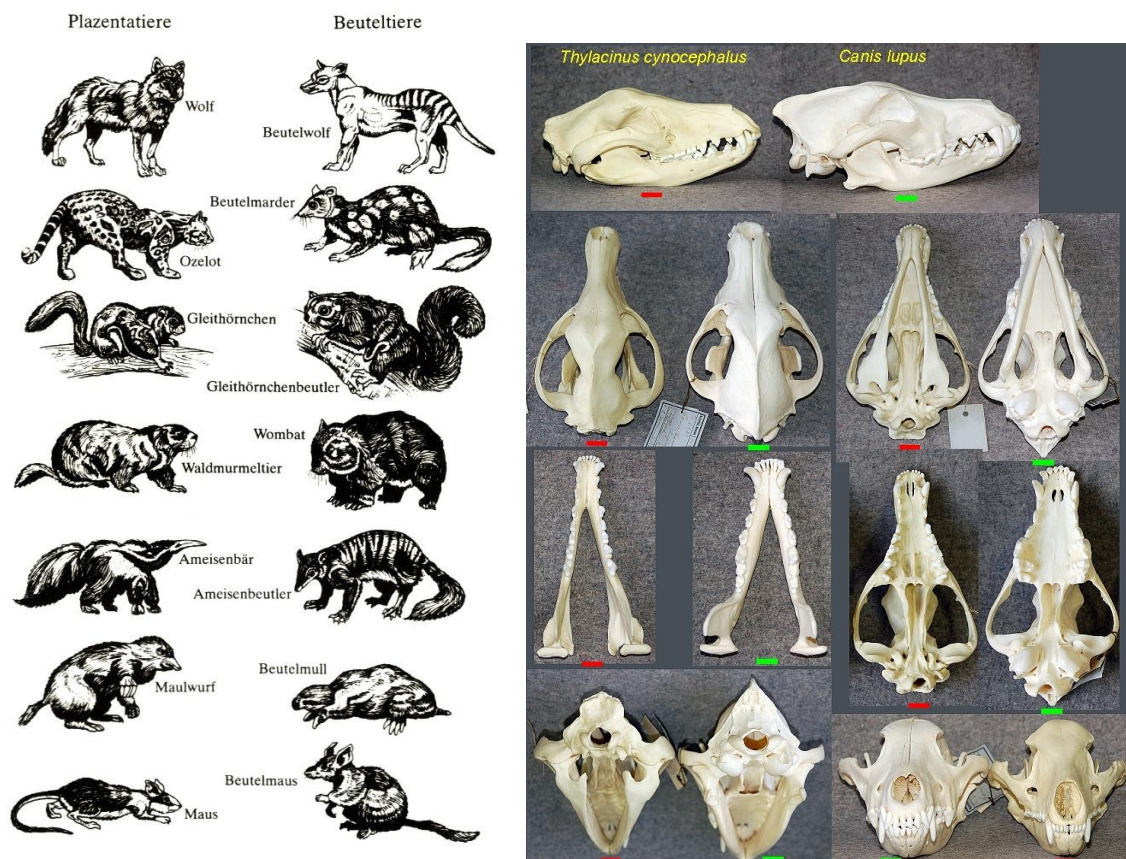 Plazentatiere
Beuteltiere
Wolf
Beutelwolf
Beutelmarder
Ozelot
Gleithörnchen
Gleithörnchenbeutler
Wombat
Waldmurmeltier
Ameisenbär
Ameisenbeutler
Maulwurf
Beutelmull
Beutelmaus
Maus
Thylacinus cynocephalus
Canis lupus